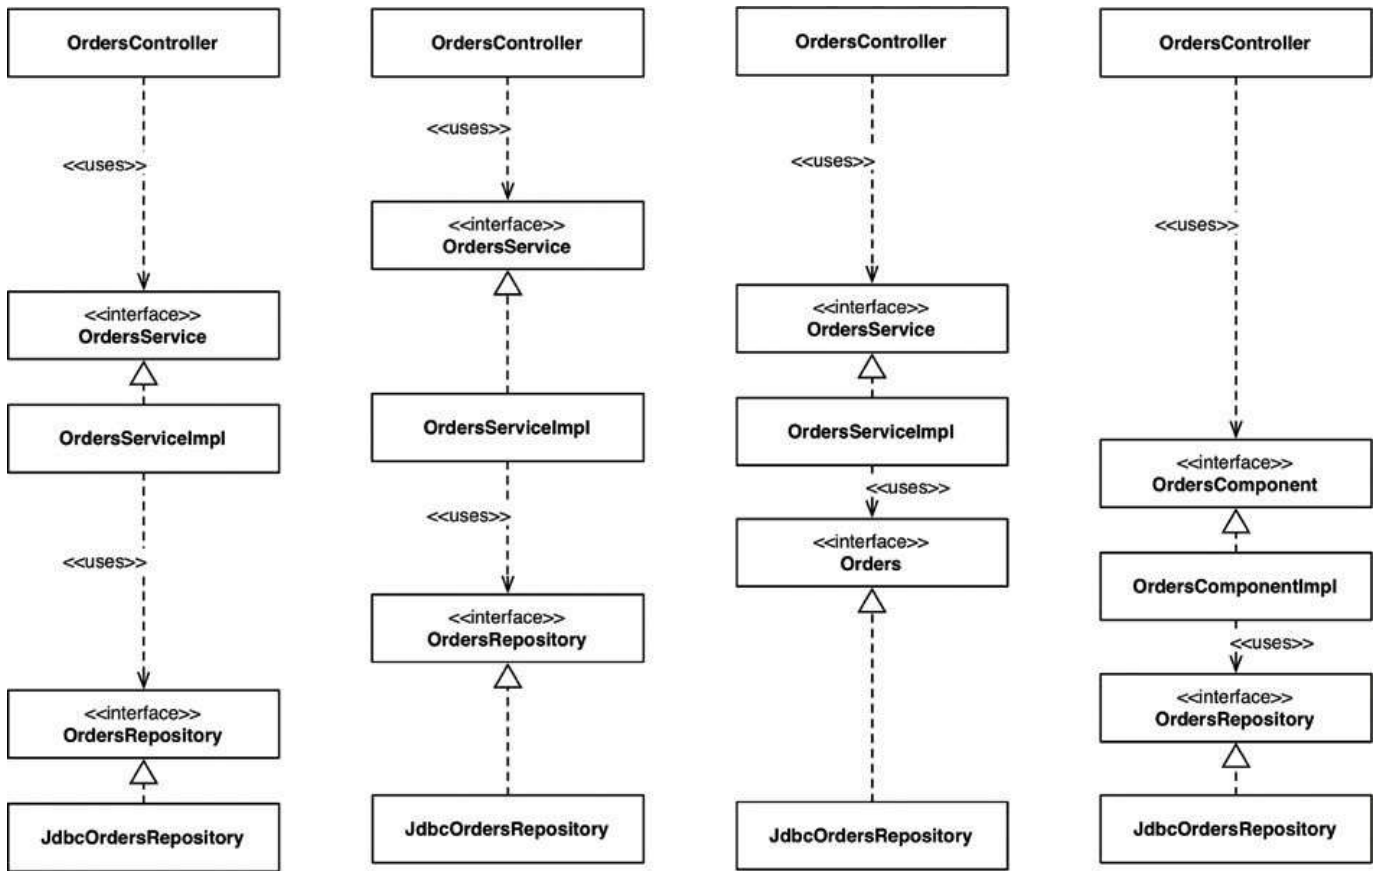 OrdersController
<<uses>>
<<interface>>
OrdersService
OrdersServiceImpl
<<uses>>
<<interface>>
OrdersRepository
JdbcOrdersRepository
OrdersController
<<uses>>
<<interface>>
OrdersService
OrdersServiceImpl
<<uses>>
<<interface>>
OrdersRepository
JdbcOrdersRepository
OrdersController
<<uses>>
<<interface>>
OrdersService
OrdersServiceImpl
<<uses>>
<<interface>>
Orders
JdbcOrdersRepository
OrdersController
<<uses>>
<<interface>>
OrdersComponent
OrdersComponentImpl
<<uses>>
<<interface>>
OrdersRepository
JdbcOrdersRepository